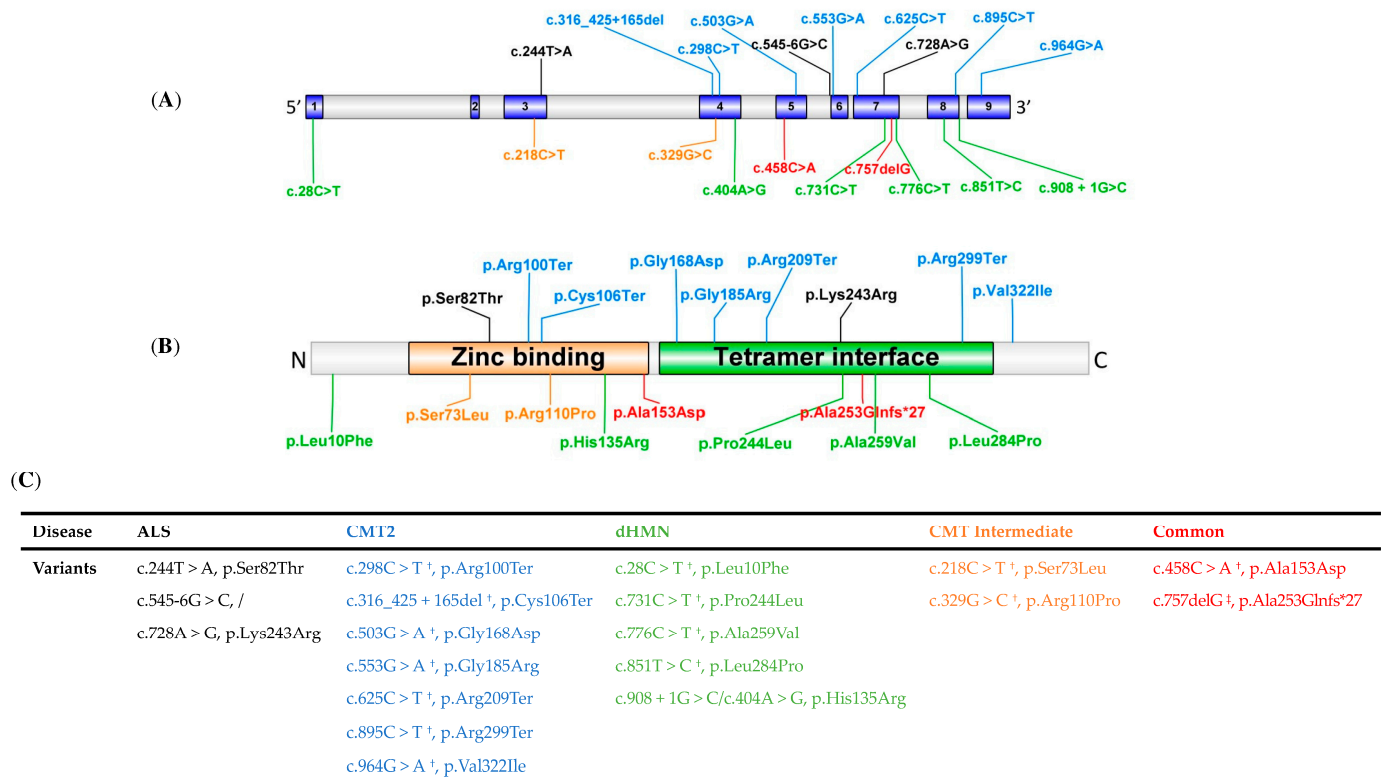 (A)
c.316_425+165del
c.503G>A
c.553G>A
c.625C>T
c.895C>T
c.244T>A
c.298C>T
c.545-6G>C
c.728A>G
c.964G>A
5’ 1 2 3 4 5 6 7 8 9 3’
c.218C>T
c.329G>C
c.458C>A
c.757delG
c.28C>T
c.404A>G
c.731C>T
c.776C>T
c.851T>C
c.908 + 1G>C
(B)
p.Arg100Ter
p.Gly168Asp
p.Arg209Ter
p.Arg299Ter
p.Ser82Thr
p.Cys106Ter
p.Gly185Arg
p.Lys243Arg
p.Val322Ile
N Zinc binding Tetramer interface C
p.Ser73Leu
p.Arg110Pro
p.Ala153Asp
p.Ala253Glnfs*27
p.Leu10Phe
p.His135Arg
p.Pro244Leu
p.Ala259Val
p.Leu284Pro
(C)
Disease ALS CMT2 dHMN CMT Intermediate Common
Variants c.244T > A, p.Ser82Thr c.298C > T †, p.Arg100Ter c.28C > T †, p.Leu10Phe c.218C > T †, p.Ser73Leu c.458C > A †, p.Ala153Asp
c.545-6G > C, / c.316_425 + 165del †, p.Cys106Ter c.731C > T †, p.Pro244Leu c.329G > C †, p.Arg110Pro c.757delG ‡, p.Ala253Glnfs*27
c.728A > G, p.Lys243Arg c.503G > A †, p.Gly168Asp c.776C > T †, p.Ala259Val
c.553G > A †, p.Gly185Arg c.851T > C †, p.Leu284Pro
c.625C > T †, p.Arg209Ter c.908 + 1G > C/c.404A > G, p.His135Arg
c.895C > T †, p.Arg299Ter
c.964G > A †, p.Val322Ile